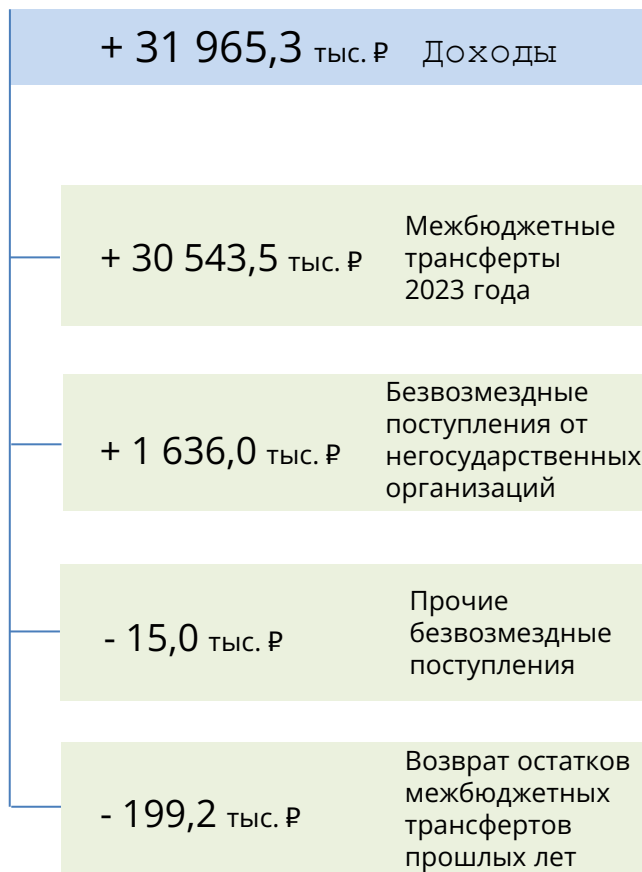 + 31 965,3 тыс. ₽ Доходы
+ 30 543,5 тыс. ₽
Межбюджетные
трансферты
2023 года
+ 1 636,0 тыс. ₽
Безвозмездные
поступления от
негосударственных
организаций
- 15,0 тыс. ₽
Прочие
безвозмездные
поступления
- 199,2 тыс. ₽
Возврат остатков
межбюджетных
трансфертов
прошлых лет